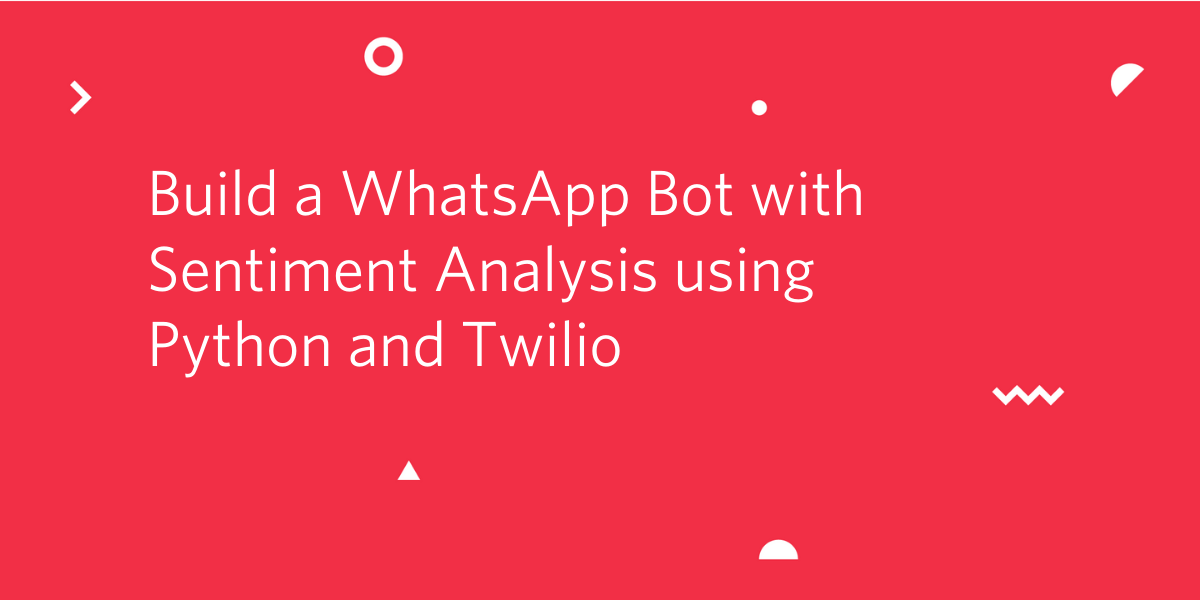 Build a WhatsApp Bot with
Sentiment Analysis using
Python and Twilio